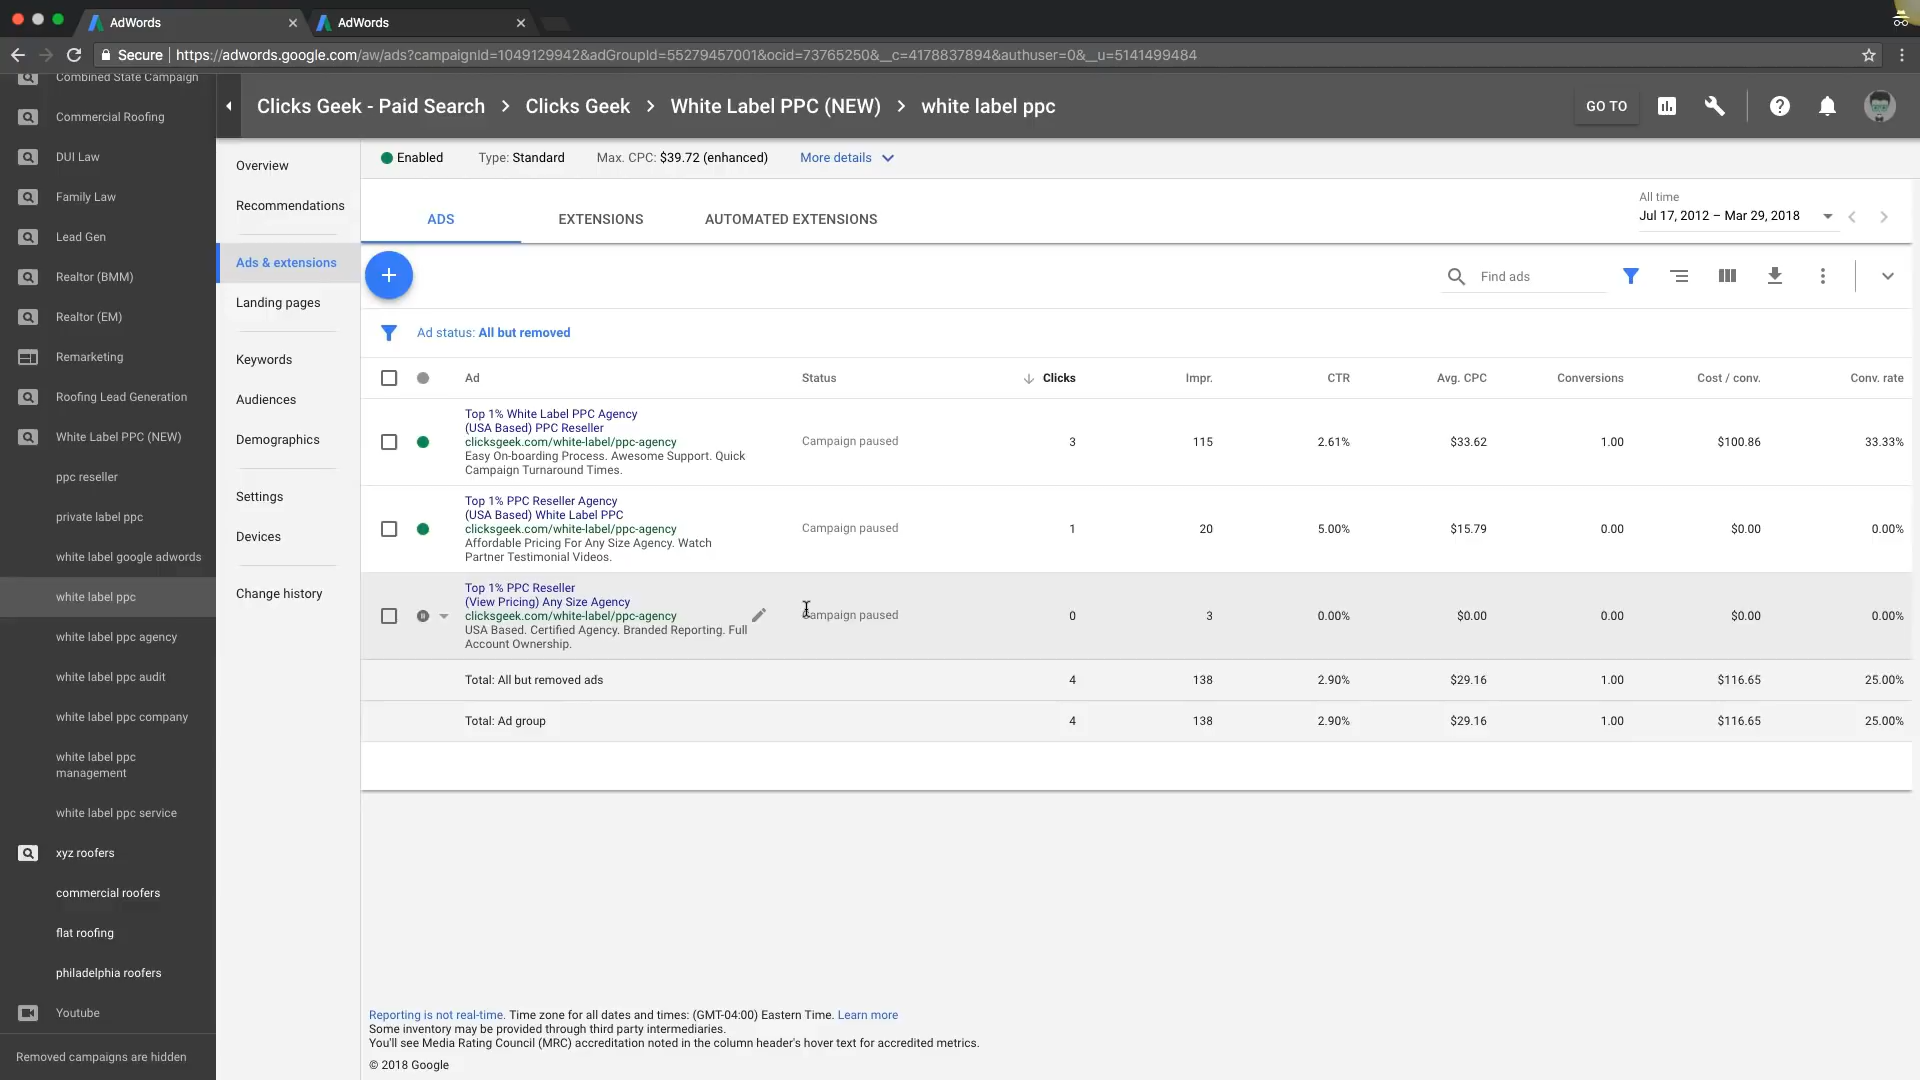 AdWords
AdWords
Secure | https://adwords.google.com/aw/ads?campaignId=1049129942&adGroupId=55279457001&ocid=73765250&__c=4178837894&authuser=0&__u=5141499484
Combined State Campaign
Commercial Roofing
DUI Law
Family Law
Lead Gen
Realtor (BMM)
Realtor (EM)
Remarketing
Roofing Lead Generation
White Label PPC (NEW)
ppc reseller
private label ppc
white label google adwords
white label ppc
white label ppc agency
white label ppc audit
white label ppc company
white label ppc
management
white label ppc service
xyz roofers
commercial roofers
flat roofing
philadelphia roofers
Youtube
Removed campaigns are hidden
Clicks Geek - Paid Search > Clicks Geek > White Label PPC (NEW) > white label ppc
GO TO
Overview
Recommendations
Ads & extensions
Landing pages
Keywords
Audiences
Demographics
Settings
Devices
Change history
Enabled Type: Standard Max. CPC: $39.72 (enhanced) More details
ADS EXTENSIONS AUTOMATED EXTENSIONS
All time
Jul 17, 2012 – Mar 29, 2018
Find ads
Ad status: All but removed
Ad Status Clicks Impr. CTR Avg. CPC Conversions Cost / conv. Conv. rate
Top 1% White Label PPC Agency
(USA Based) PPC Reseller
clicksgeek.com/white-label/ppc-agency
Easy On-boarding Process. Awesome Support. Quick
Campaign Turnaround Times.
Campaign paused 3 115 2.61% $33.62 1.00 $100.86 33.33%
Top 1% PPC Reseller Agency
(USA Based) White Label PPC
clicksgeek.com/white-label/ppc-agency
Affordable Pricing For Any Size Agency. Watch
Partner Testimonial Videos.
Campaign paused 1 20 5.00% $15.79 0.00 $0.00 0.00%
Top 1% PPC Reseller
(View Pricing) Any Size Agency
clicksgeek.com/white-label/ppc-agency
USA Based. Certified Agency. Branded Reporting. Full
Account Ownership.
Campaign paused 0 3 0.00% $0.00 0.00 $0.00 0.00%
Total: All but removed ads 4 138 2.90% $29.16 1.00 $116.65 25.00%
Total: Ad group 4 138 2.90% $29.16 1.00 $116.65 25.00%
Reporting is not real-time. Time zone for all dates and times: (GMT-04:00) Eastern Time. Learn more
Some inventory may be provided through third party intermediaries.
You'll see Media Rating Council (MRC) accreditation noted in the column header's hover text for accredited metrics.
© 2018 Google